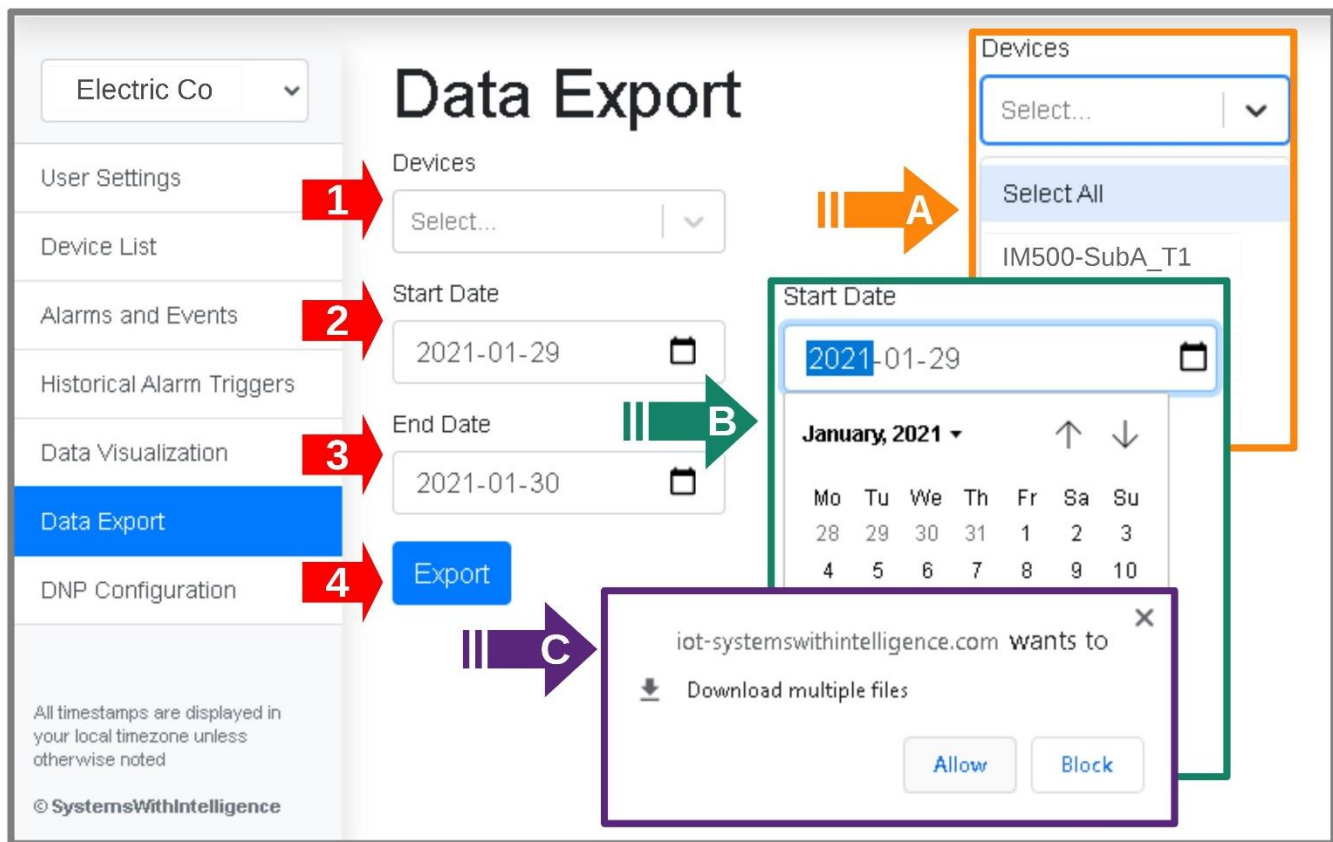 Electric Co
User Settings
Device List
Alarms and Events
Historical Alarm Triggers
Data Visualization
Data Export
DNP Configuration
All timestamps are displayed in
your local timezone unless
otherwise noted
© SystemsWithIntelligence
Data Export
1
Devices
Select...
2
Start Date
2021-01-29
3
End Date
2021-01-30
4
Export
A
Devices
Select...
Select All
IM500-SubA_T1
B
Start Date
2021-01-29
January, 2021
Mo Tu We Th Fr Sa Su
28 29 30 31 1 2 3
4 5 6 7 8 9 10
C
iot-systemswithintelligence.com wants to
Download multiple files
Allow Block